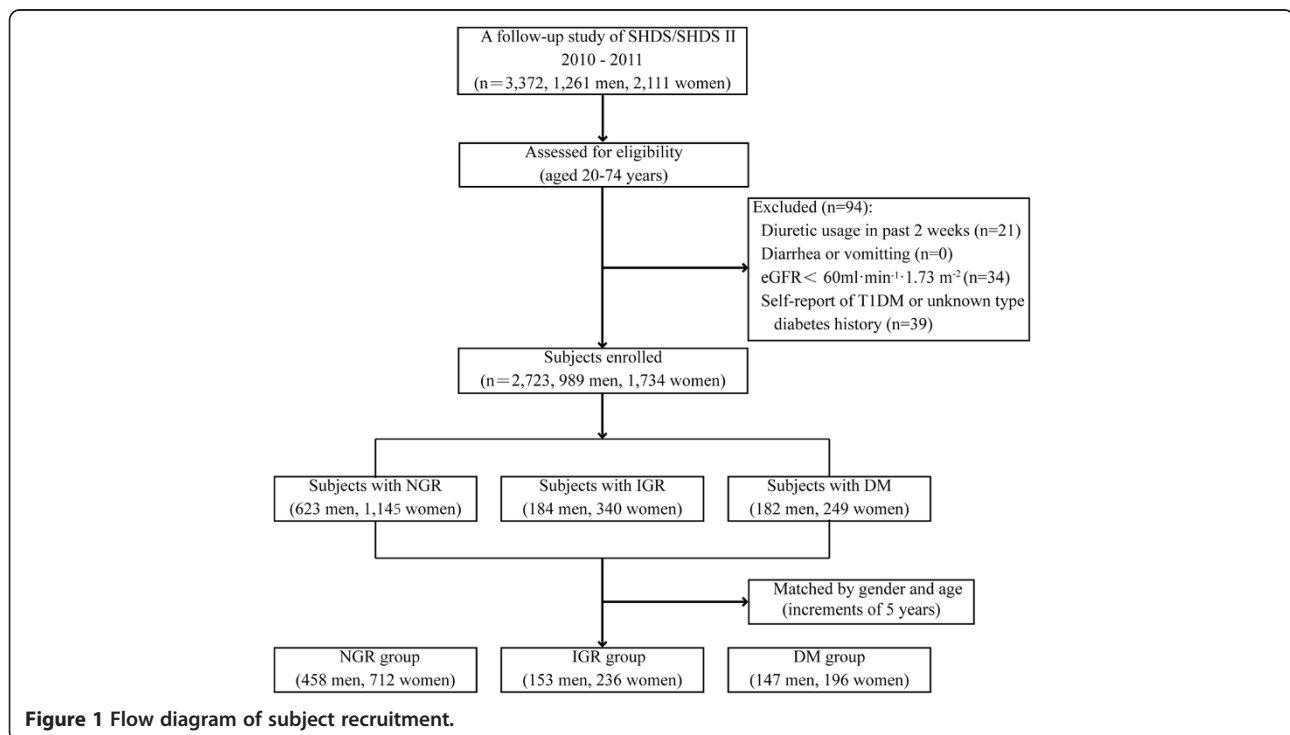 A follow-up study of SHDS/SHDS II
2010 - 2011
(n=3,372, 1,261 men, 2,111 women)
Assessed for eligibility
(aged 20-74 years)
Excluded (n=94):
Diuretic usage in past 2 weeks (n=21)
Diarrhea or vomitting (n=0)
eGFR< 60ml·min⁻¹·1.73 m⁻² (n=34)
Self-report of T1DM or unknown type
diabetes history (n=39)
Subjects enrolled
(n=2,723, 989 men, 1,734 women)
Subjects with NGR
(623 men, 1,145 women)
Subjects with IGR
(184 men, 340 women)
Subjects with DM
(182 men, 249 women)
Matched by gender and age
(increments of 5 years)
NGR group
(458 men, 712 women)
IGR group
(153 men, 236 women)
DM group
(147 men, 196 women)
Figure 1 Flow diagram of subject recruitment.